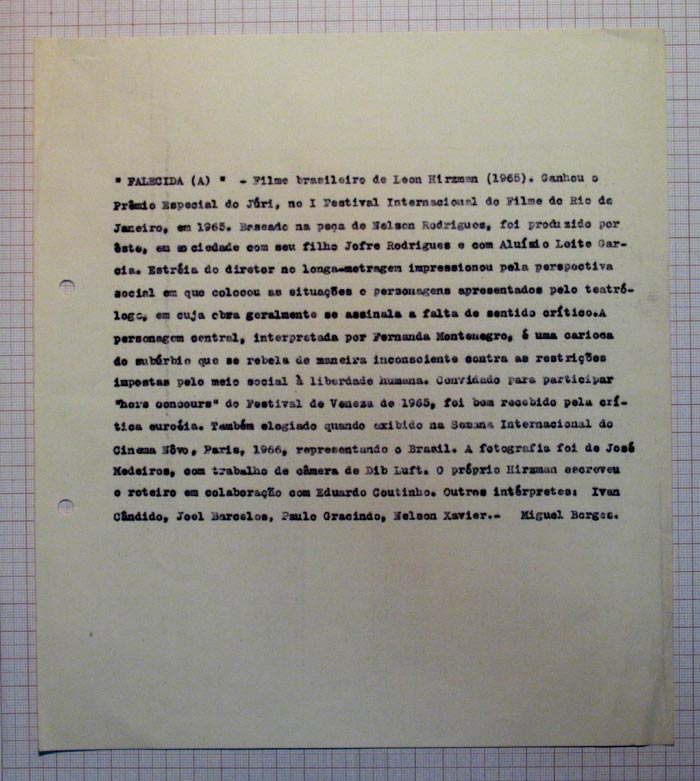 " FALECIDA (A) " - Filme brasileiro de Leon Hirzman (1965). Ganhou o
Prêmio Especial do Júri, no I Festival Internacional do Filme do Rio de
Janeiro, em 1965. Baseado na peça de Nelson Rodrigues, foi produzido por
êste, em sociedade com seu filho Jofre Rodrigues e com Aluísio Leite Gar-
cia. Estréia do diretor no longa-metragem impressionou pela perspectiva
social em que colocou as situações e personagens apresentados pelo teatró-
logo, em cuja obra geralmente se assinala a falta de sentido crítico.A
personagem central, interpretada por Fernanda Montenegro, é uma carioca
do subúrbio que se rebela de maneira inconsciente contra as restrições
impostas pelo meio social à liberdade humana. Convidado para participar
"hors concours" do Festival de Veneza de 1965, foi bem recebido pela crí-
tica euroéia. Também elogiado quando exibido na Semana Internacional do
Cinema Nôvo, Paris, 1966, representando o Brasil. A fotografia foi de José
Medeiros, com trabalho de câmera de Dib Luft. O próprio Hirzman escreveu
o roteiro em colaboração com Eduardo Coutinho. Outros intérpretes: Ivan
Cândido, Joel Barcelos, Paulo Gracindo, Nelson Xavier.- Miguel Borges.